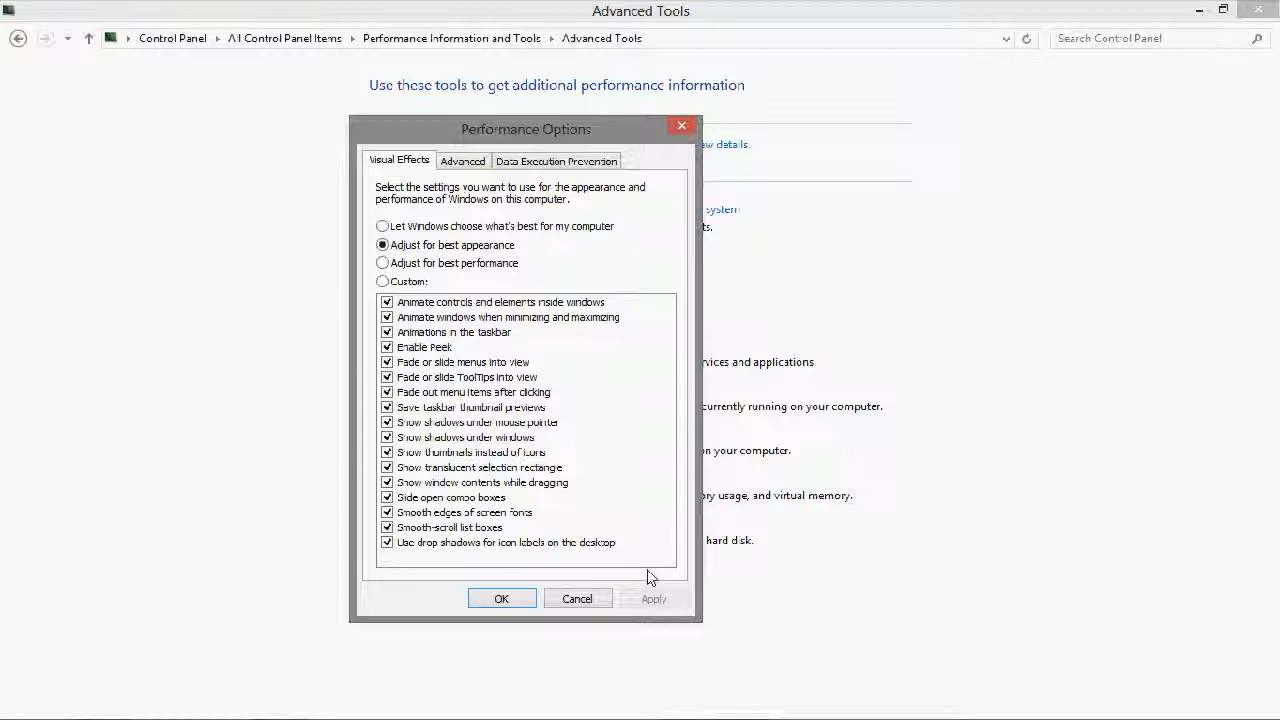 Advanced Tools
Control Panel
All Control Panel Items
Performance Information and Tools
Advanced Tools
Search Control Panel
Use these tools to get additional performance information
Performance Options
ew details.
Visual Effects
Advanced
Data Execution Prevention
Select the settings you want to use for the appearance and
performance of Windows on this computer.
system
ts.
Let Windows choose what's best for my computer
Adjust for best appearance
Adjust for best performance
Custom:
Animate controls and elements inside windows
Animate windows when minimizing and maximizing
Animations in the taskbar
Enable Peek
Fade or slide menus into view
rvices and applications.
Fade or slide ToolTips into view
Fade out menu items after clicking
Save taskbar thumbnail previews
currently running on your computer.
Show shadows under mouse pointer
Show shadows under windows
Show thumbnails instead of icons
on your computer.
Show translucent selection rectangle
Show window contents while dragging
Slide open combo boxes
ory usage, and virtual memory.
Smooth edges of screen fonts
Smooth-scroll list boxes
Use drop shadows for icon labels on the desktop
hard disk.
OK
Cancel
Apply